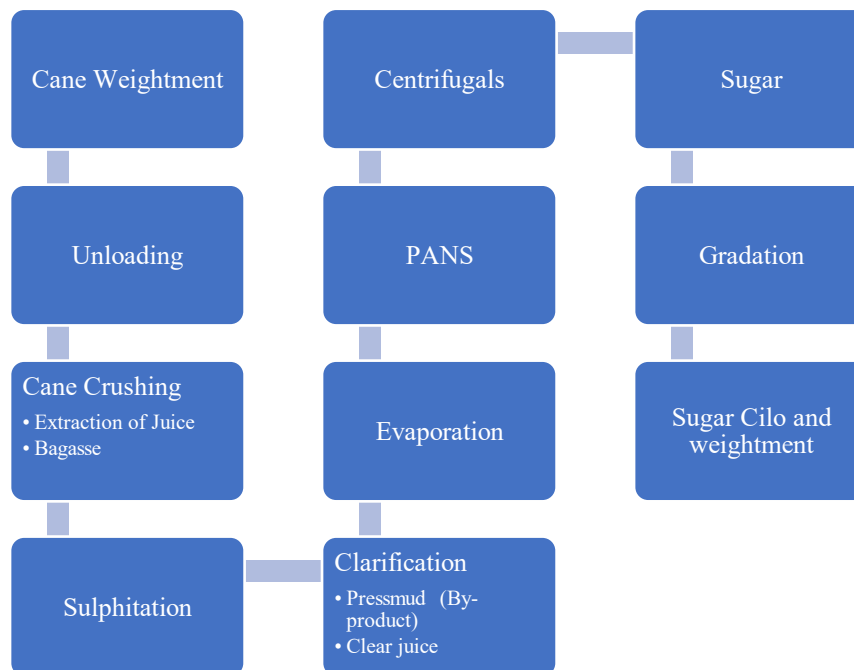 Cane Weightment
Unloading
Cane Crushing
• Extraction of Juice
• Bagasse
Sulphitation
Clarification
• Pressmud (By-
product)
• Clear juice
Evaporation
PANS
Centrifugals
Sugar
Gradation
Sugar Cilo and
weightment